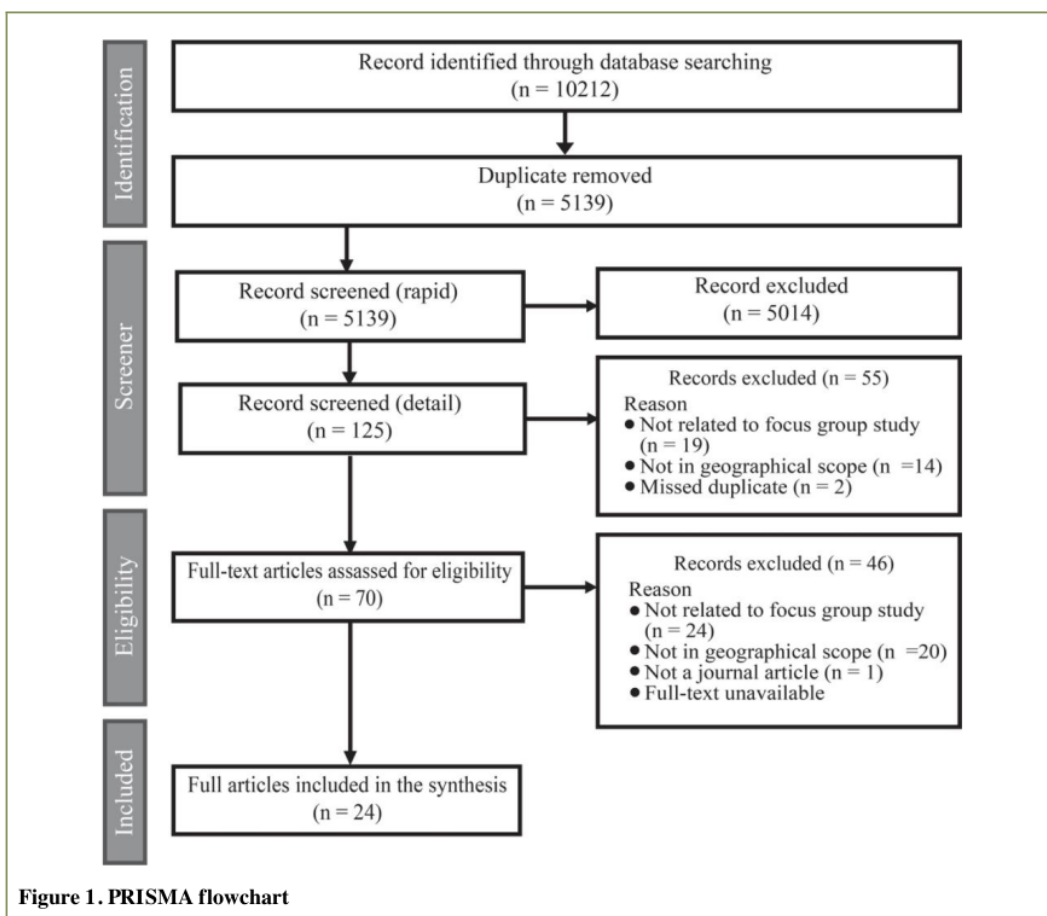 Identification
Record identified through database searching
(n = 10212)
Duplicate removed
(n = 5139)
Screener
Record screened (rapid)
(n = 5139)
Record excluded
(n = 5014)
Record screened (detail)
(n = 125)
Records excluded (n = 55)
Reason
● Not related to focus group study
(n = 19)
● Not in geographical scope (n =14)
● Missed duplicate (n = 2)
Eligibility
Full-text articles assassed for eligibility
(n = 70)
Records excluded (n = 46)
Reason
● Not related to focus group study
(n = 24)
● Not in geographical scope (n =20)
● Not a journal article (n = 1)
● Full-text unavailable
Included
Full articles included in the synthesis
(n = 24)
Figure 1. PRISMA flowchart